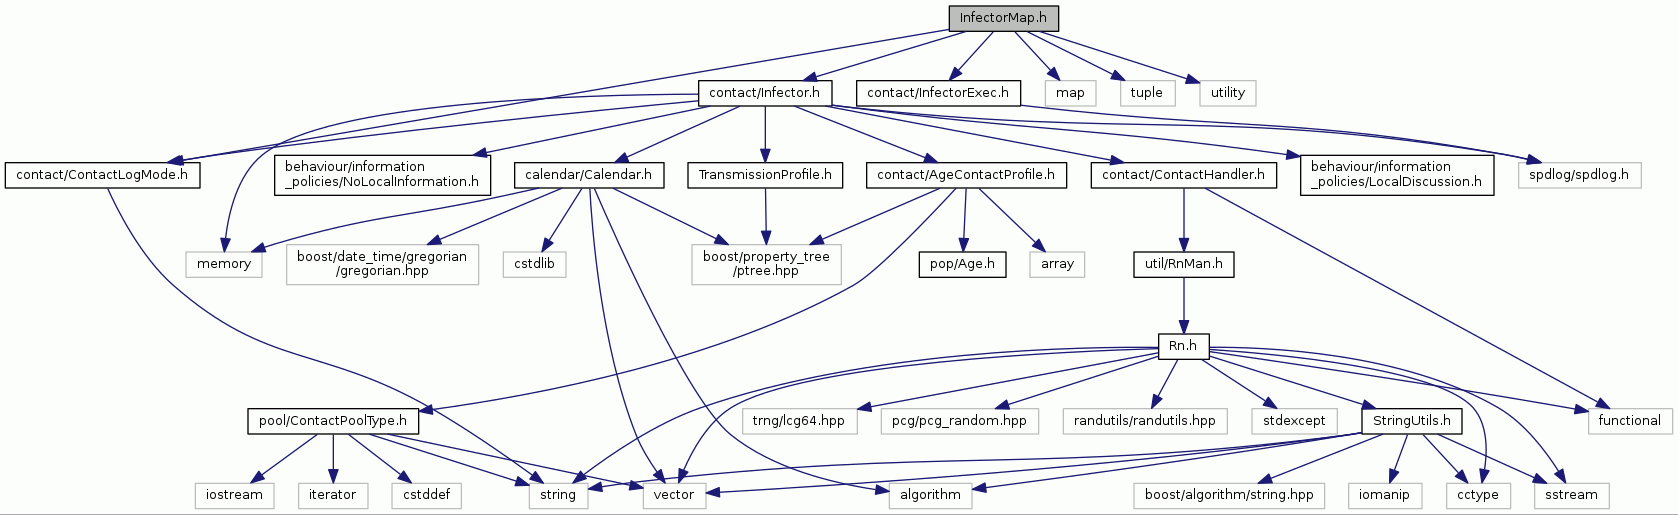 InfectorMap.h
contact/Infector.h
contact/InfectorExec.h
map
tuple
utility
contact/ContactLogMode.h
behaviour/information
_policies/NoLocalInformation.h
calendar/Calendar.h
TransmissionProfile.h
contact/AgeContactProfile.h
contact/ContactHandler.h
behaviour/information
_policies/LocalDiscussion.h
spdlog/spdlog.h
memory
boost/date_time/gregorian
/gregorian.hpp
cstdlib
boost/property_tree
/ptree.hpp
pop/Age.h
array
util/RnMan.h
Rn.h
pool/ContactPoolType.h
trng/lcg64.hpp
pcg/pcg_random.hpp
randutils/randutils.hpp
stdexcept
StringUtils.h
functional
iostream
iterator
cstddef
string
vector
algorithm
boost/algorithm/string.hpp
iomanip
cctype
sstream